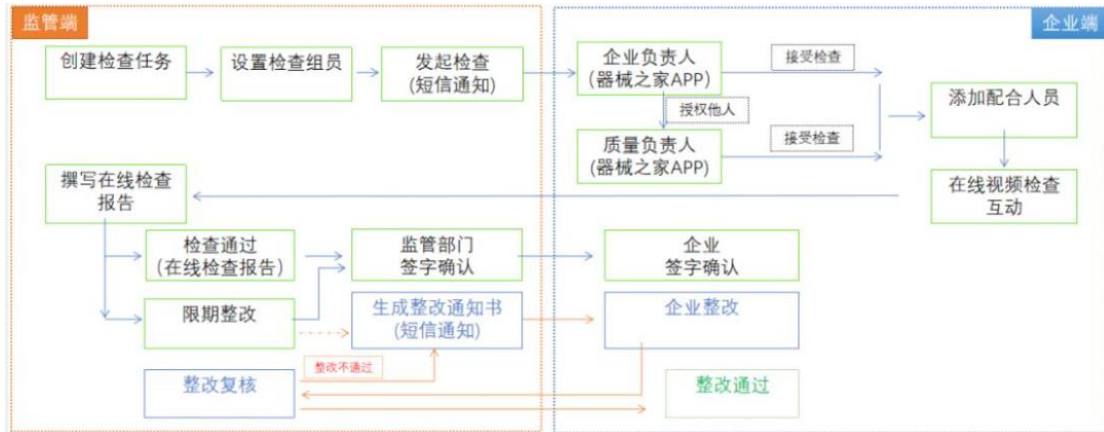 监管端
企业端
创建检查任务
设置检查组员
发起检查
(短信通知)
企业负责人
(器械之家APP)
接受检查
授权他人
添加配合人员
质量负责人
(器械之家APP)
接受检查
撰写在线检查
报告
在线视频检查
互动
检查通过
(在线检查报告)
监管部门
签字确认
企业
签字确认
限期整改
生成整改通知书
(短信通知)
企业整改
整改不通过
整改复核
整改通过